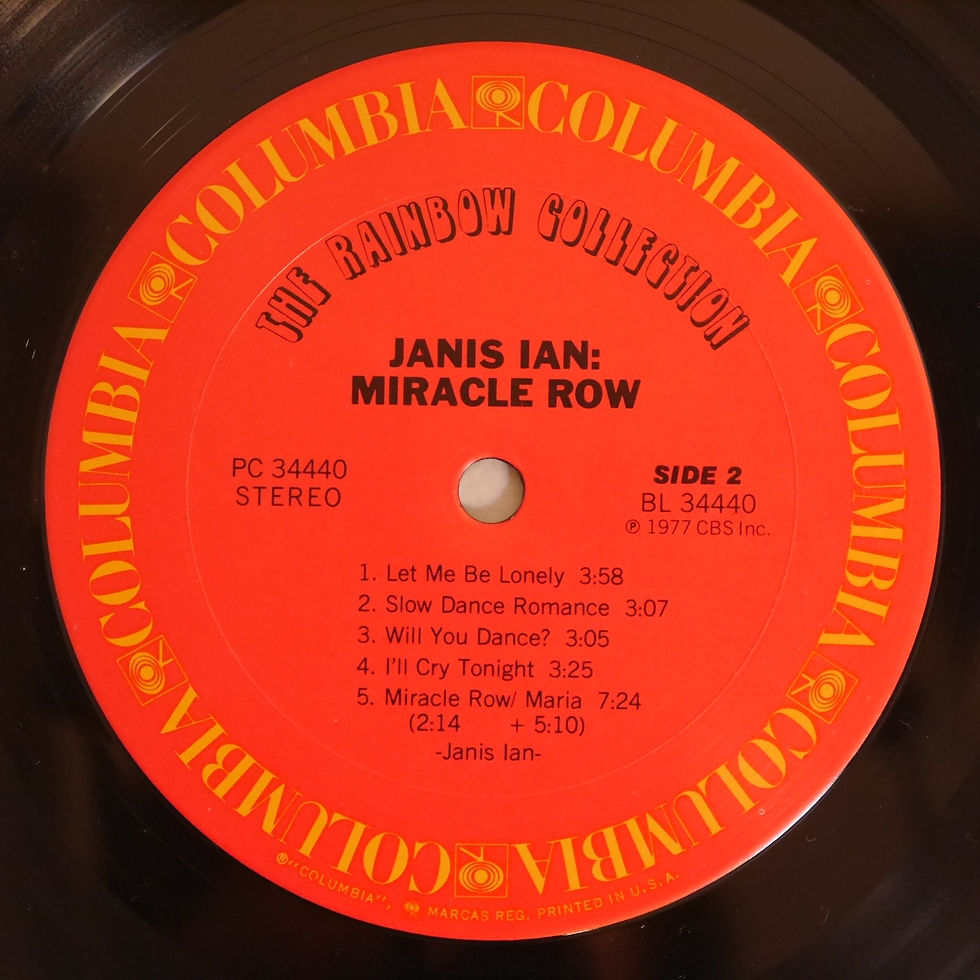 COLUMBIA COLUMBIA COLUMBIA COLUMBIA COLUMBIA COLUMBIA COLUMBIA COLUMBIA
THE RAINBOW COLLECTION
JANIS IAN:
MIRACLE ROW
PC 34440
STEREO
SIDE 2
BL 34440
℗ 1977 CBS Inc.
1. Let Me Be Lonely 3:58
2. Slow Dance Romance 3:07
3. Will You Dance? 3:05
4. I'll Cry Tonight 3:25
5. Miracle Row/ Maria 7:24
(2:14 + 5:10)
-Janis Ian-
® "COLUMBIA", MARCAS REG. PRINTED IN U.S.A.